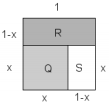 1
1-x R
x Q S x
x 1-x